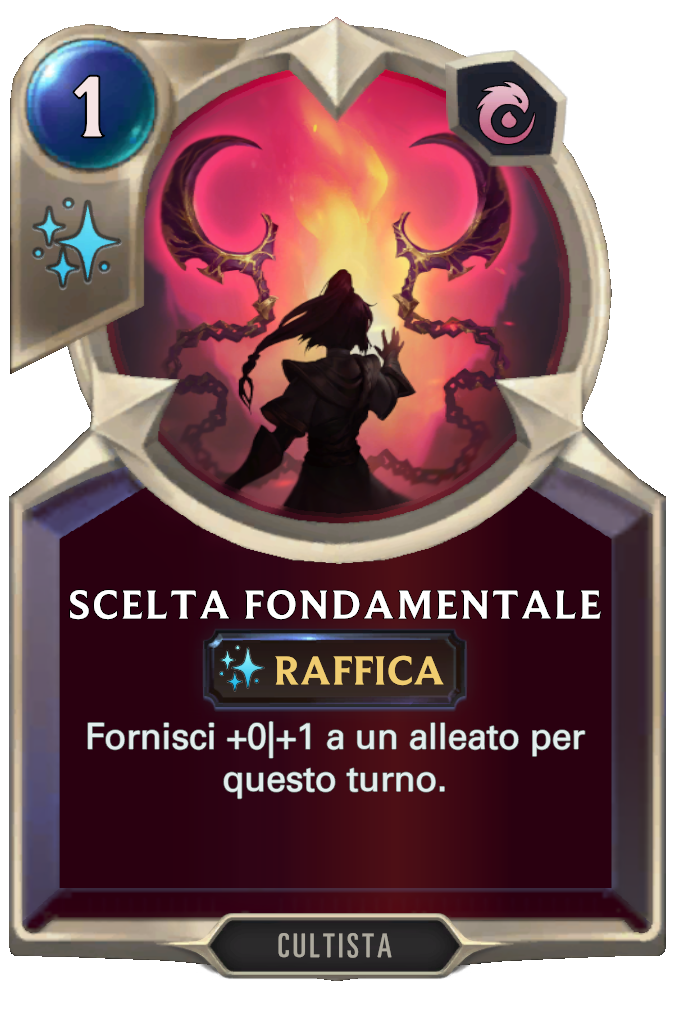 1
SCELTA FONDAMENTALE
RAFFICA
Fornisci +0|+1 a un alleato per
questo turno.
CULTISTA